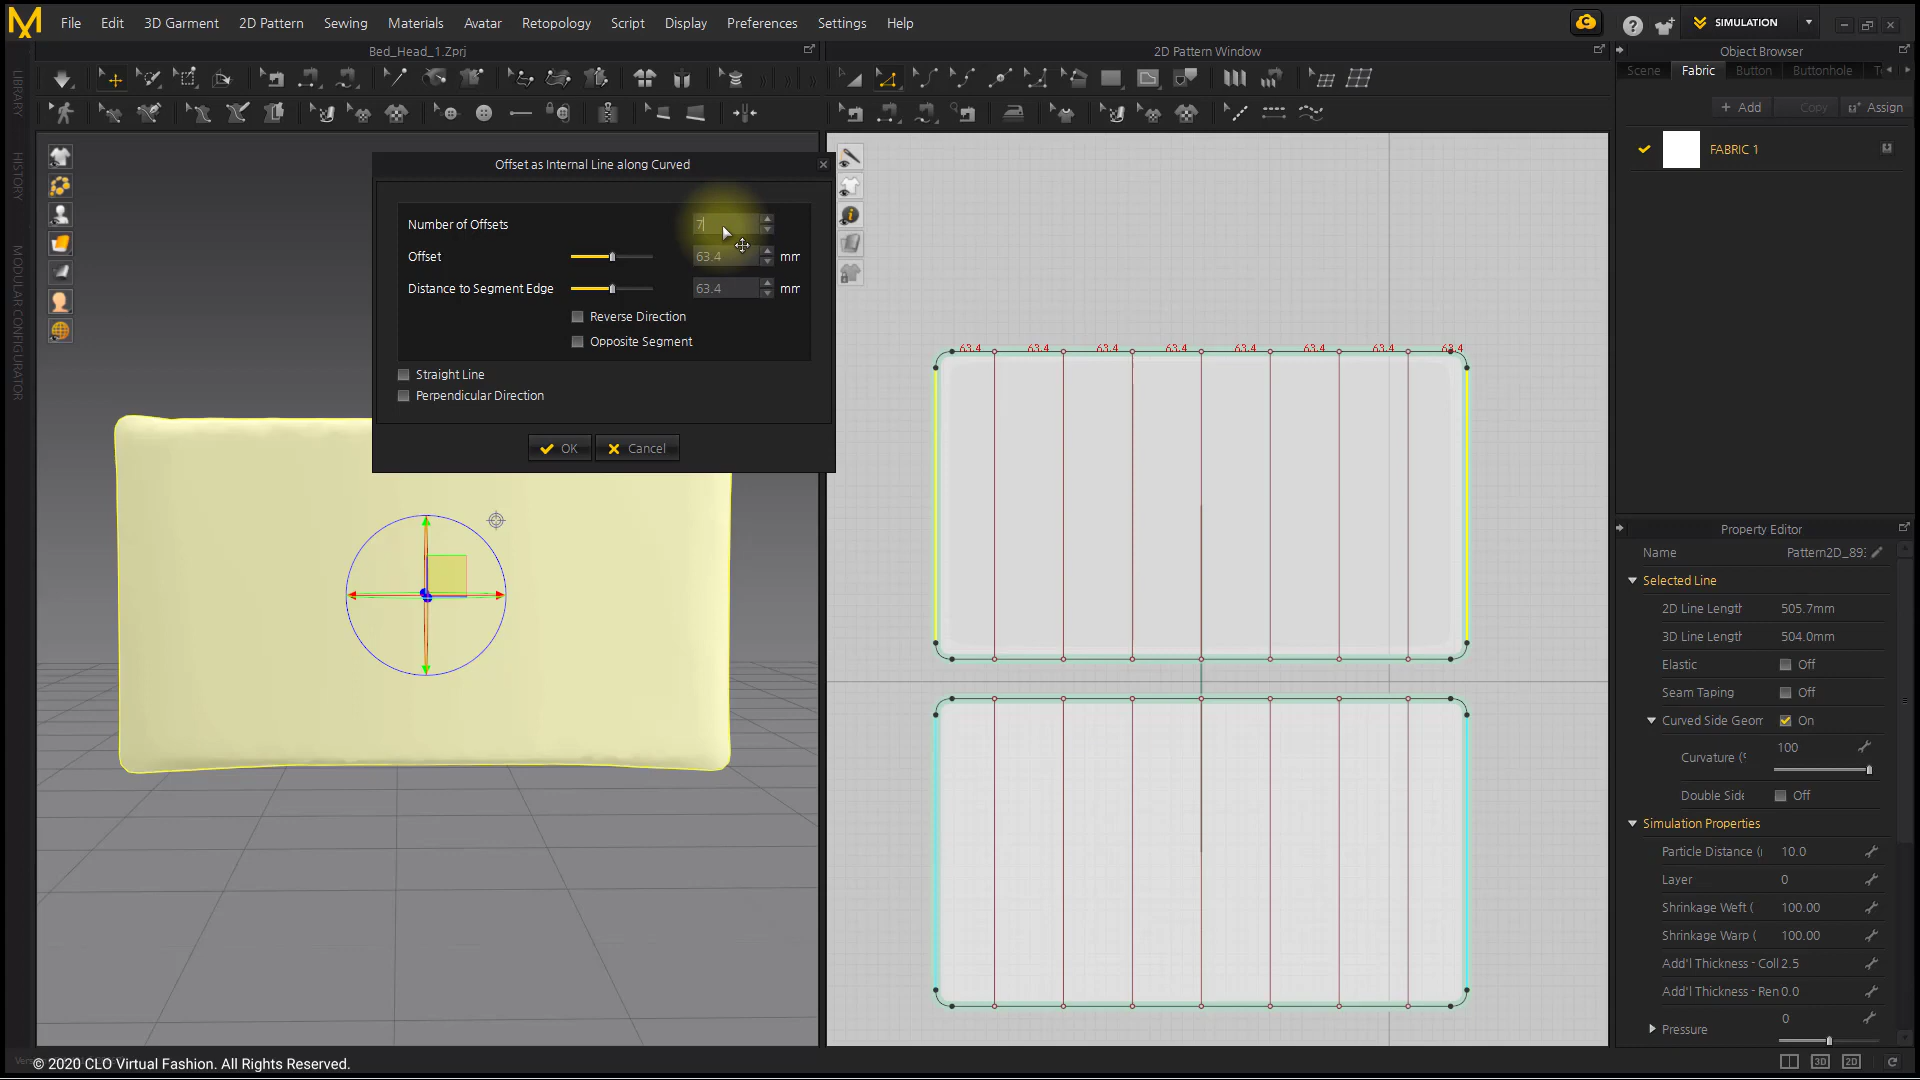 File Edit 3D Garment 2D Pattern Sewing Materials Avatar Retopology Script Display Preferences Settings Help
SIMULATION
Bed_Head_1.Zprj
2D Pattern Window
Object Browser
Scene Fabric Button Buttonhole
Add Copy Assign
FABRIC 1
LIBRARY
HISTORY
MODULAR CONFIGURATOR
Offset as Internal Line along Curved
Number of Offsets 7
Offset 63.4 mm
Distance to Segment Edge 63.4 mm
Reverse Direction
Opposite Segment
Straight Line
Perpendicular Direction
OK Cancel
63.4 63.4 63.4 63.4 63.4 63.4 63.4 63.4
Property Editor
Name Pattern2D_89
Selected Line
2D Line Length 505.7mm
3D Line Length 504.0mm
Elastic Off
Seam Taping Off
Curved Side Geom On
Curvature (% 100
Double Side Off
Simulation Properties
Particle Distance ( 10.0
Layer 0
Shrinkage Weft ( 100.00
Shrinkage Warp ( 100.00
Add'l Thickness - Coll 2.5
Add'l Thickness - Ren 0.0
Pressure 0
3D 2D
© 2020 CLO Virtual Fashion. All Rights Reserved.